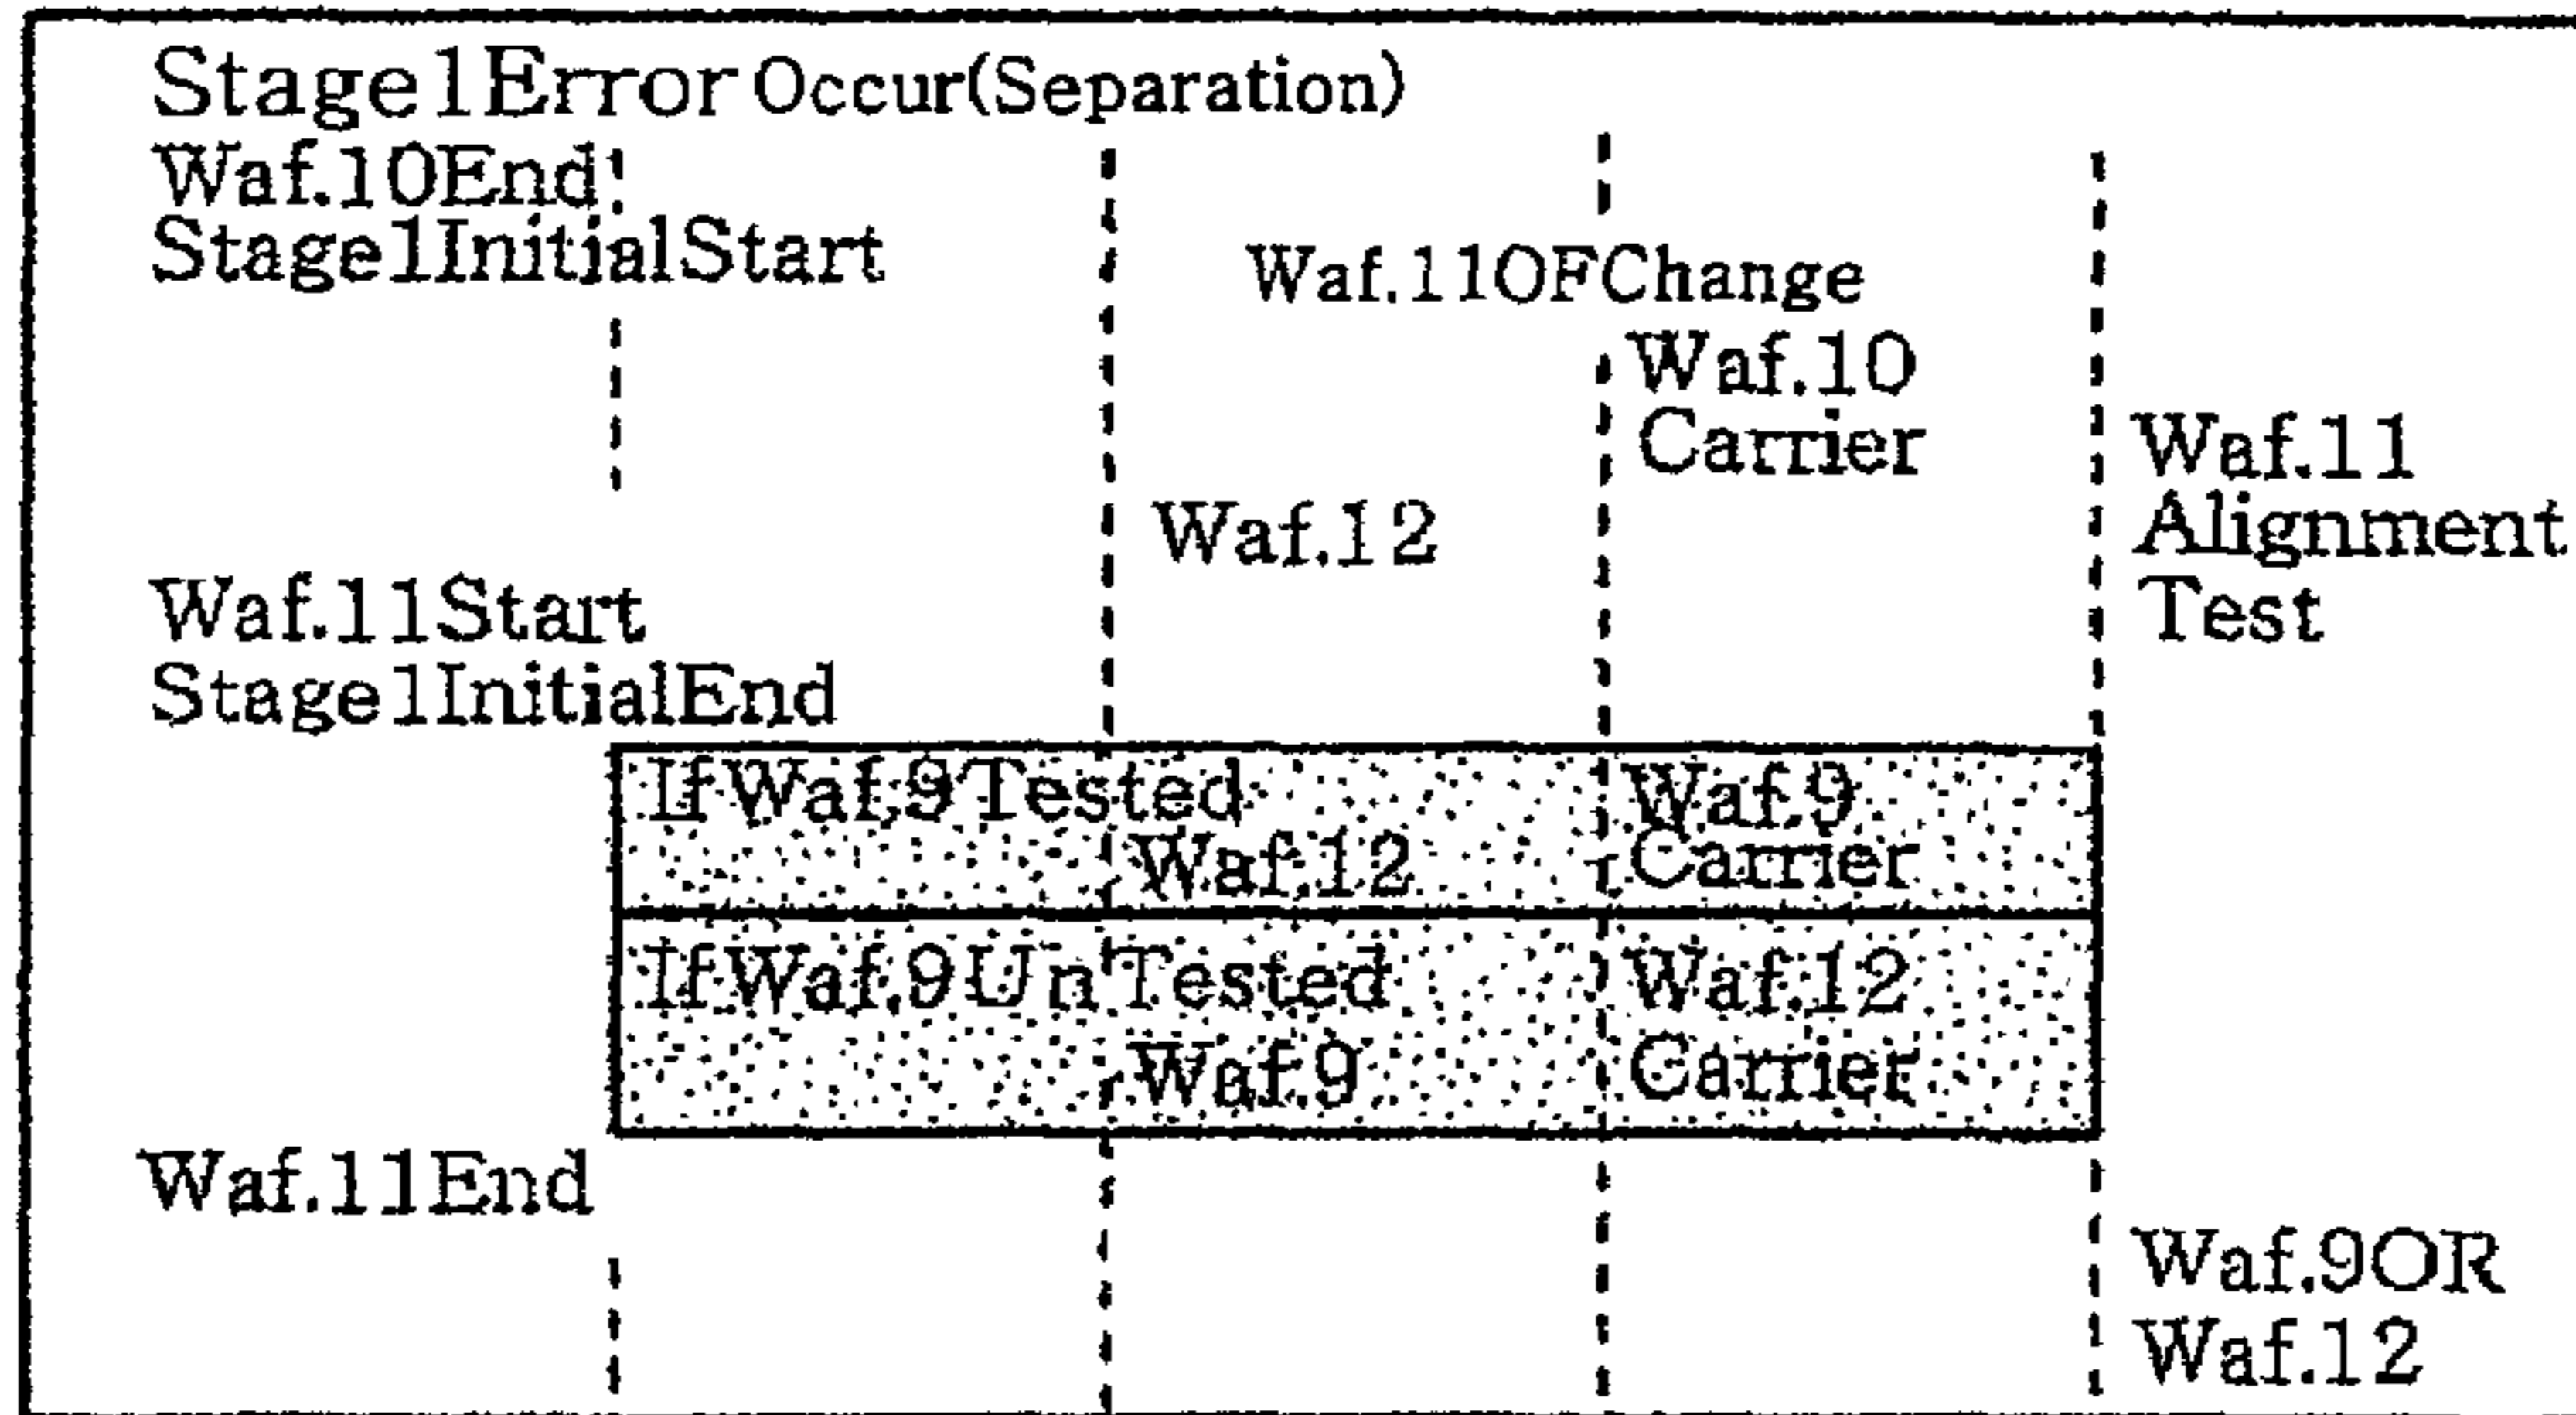 Stage1Error Occur(Separation)
Waf.10End
Stage1InitialStart
Waf.11OFChange
Waf.10
Carrier
Waf.11
Alignment
Test
Waf.12
Waf.11Start
Stage1InitialEnd
IfWaf.9Tested
Waf.12
Waf.9
Carrier
IfWaf.9UnTested
Waf.9
Waf.12
Carrier
Waf.11End
Waf.9OR
Waf.12